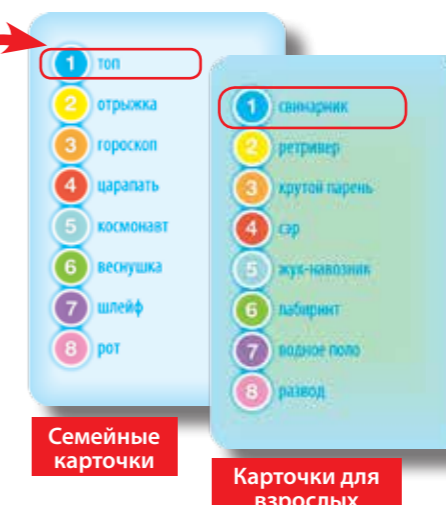 1 топ
2 отрыжка
3 гороскоп
4 царапать
5 космонавт
6 веснушка
7 шлейф
8 рот
Семейные
карточки
1 свинарник
2 ретривер
3 крутой парень
4 сэр
5 жук-навозник
6 лабиринт
7 водное поло
8 развод
Карточки для
взрослых